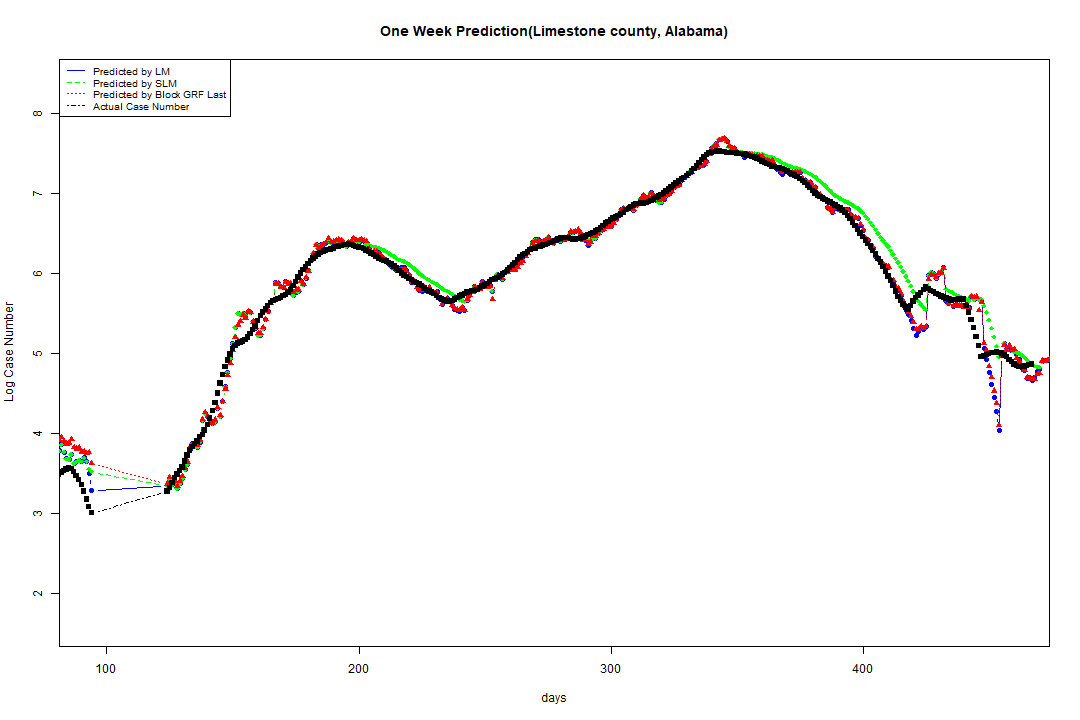 One Week Prediction(Limestone county, Alabama)
Predicted by LM
Predicted by SLM
Predicted by Block GRF Last
Actual Case Number
8
7
6
5
4
3
2
Log Case Number
100 200 300 400
days